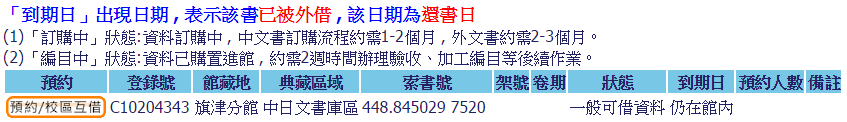 「到期日」出現日期，表示該書已被外借，該日期為還書日
(1)「訂購中」狀態:資料訂購中，中文書訂購流程約需1-2個月，外文書約需2-3個月。
(2)「編目中」狀態:資料已購置進館，約需2週時間辦理驗收、加工編目等後續作業。
預約 登錄號 館藏地 典藏區域 索書號 架號 卷期 狀態 到期日 預約人數 備註
預約/校區互借 C10204343 旗津分館 中日文書庫區 448.845029 7520 一般可借資料 仍在館內